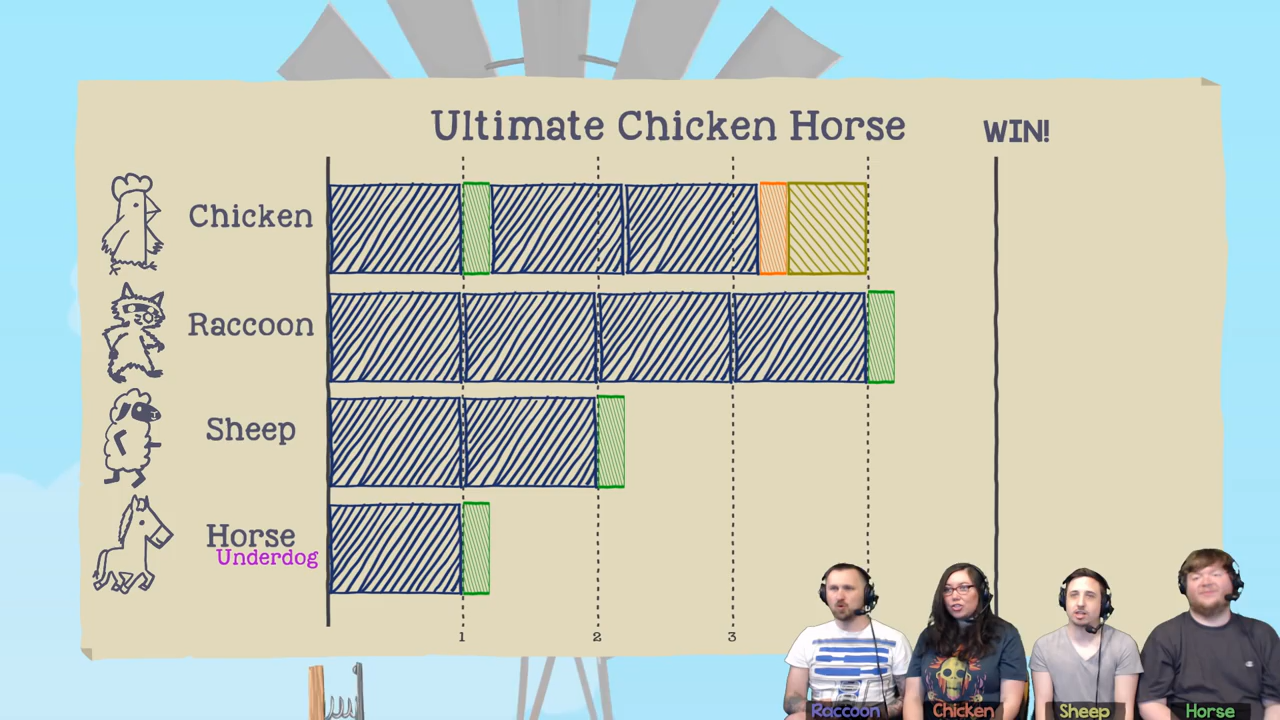 Ultimate Chicken Horse
WIN!
Chicken
Raccoon
Sheep
Horse
Underdog
1 2 3
Raccoon Chicken Sheep Horse